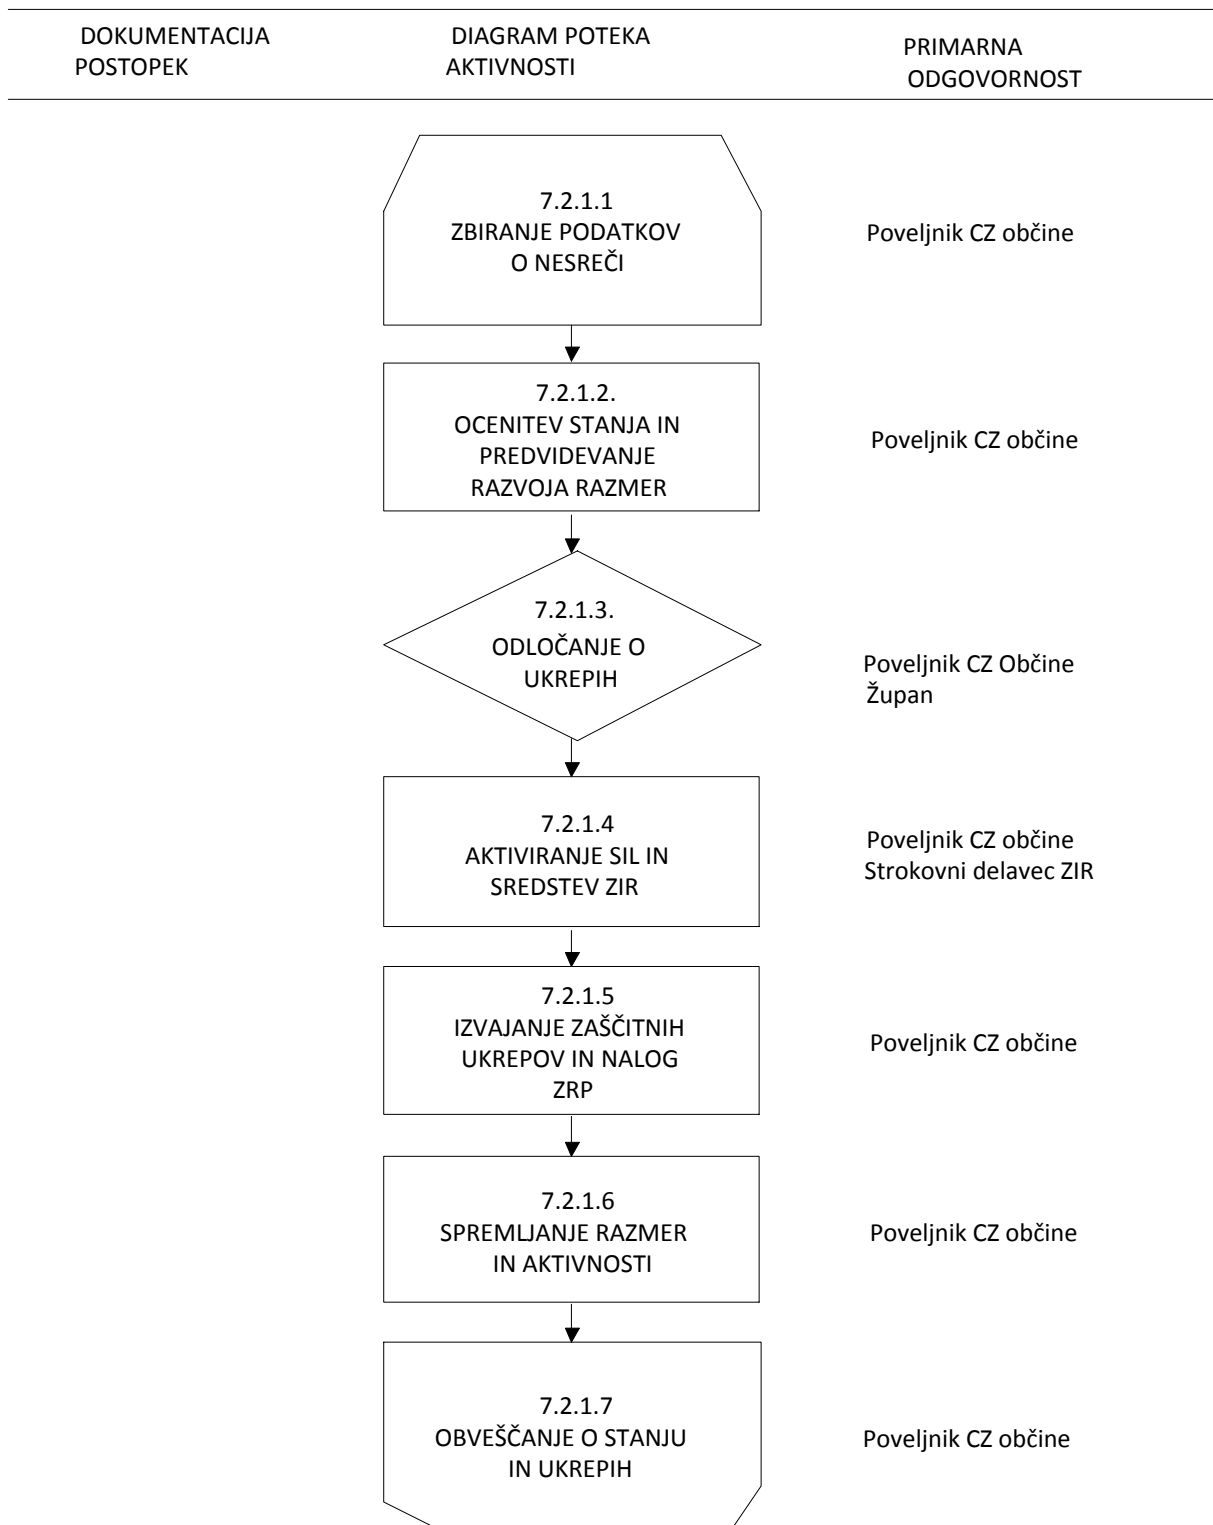 DOKUMENTACIJA
POSTOPEK
DIAGRAM POTEKA
AKTIVNOSTI
PRIMARNA
ODGOVORNOST
7.2.1.1
ZBIRANJE PODATKOV
O NESREČI
Poveljnik CZ občine
7.2.1.2.
OCENITEV STANJA IN
PREDVIDEVANJE
RAZVOJA RAZMER
Poveljnik CZ občine
7.2.1.3.
ODLOČANJE O
UKREPIH
Poveljnik CZ Občine
Župan
7.2.1.4
AKTIVIRANJE SIL IN
SREDSTEV ZIR
Poveljnik CZ občine
Strokovni delavec ZIR
7.2.1.5
IZVAJANJE ZAŠČITNIH
UKREPOV IN NALOG
ZRP
Poveljnik CZ občine
7.2.1.6
SPREMLJANJE RAZMER
IN AKTIVNOSTI
Poveljnik CZ občine
7.2.1.7
OBVEŠČANJE O STANJU
IN UKREPIH
Poveljnik CZ občine